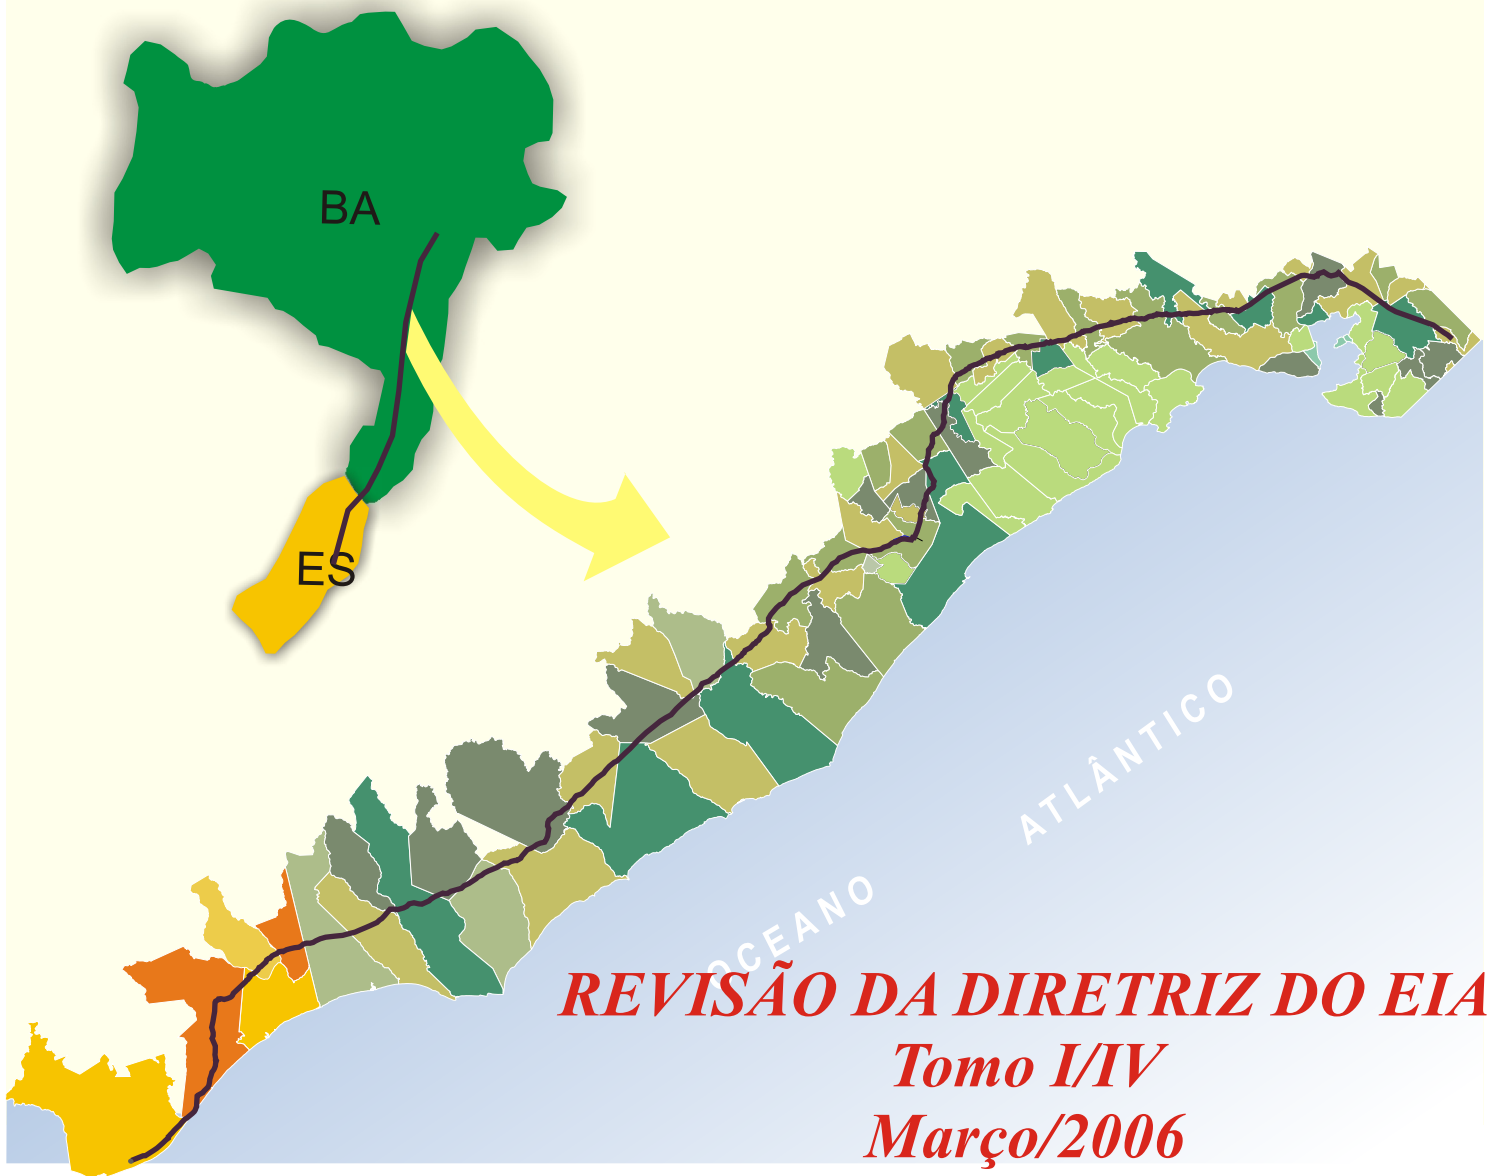 BA
ES
OCEANO ATLÂNTICO
REVISÃO DA DIRETRIZ DO EIA
Tomo I/IV
Março/2006